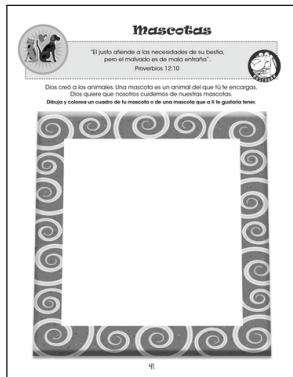 Mascotas
"El justo atiende a las necesidades de su bestia,
pero el malvado es de mala entraña".
Proverbios 12:10
Dios creó a los animales. Una mascota es un animal del que tú te encargas.
Dios quiere que nosotros cuidemos de nuestras mascotas.
Dibuja y colorea un cuadro de tu mascota o de una mascota que a ti te gustaría tener.
41